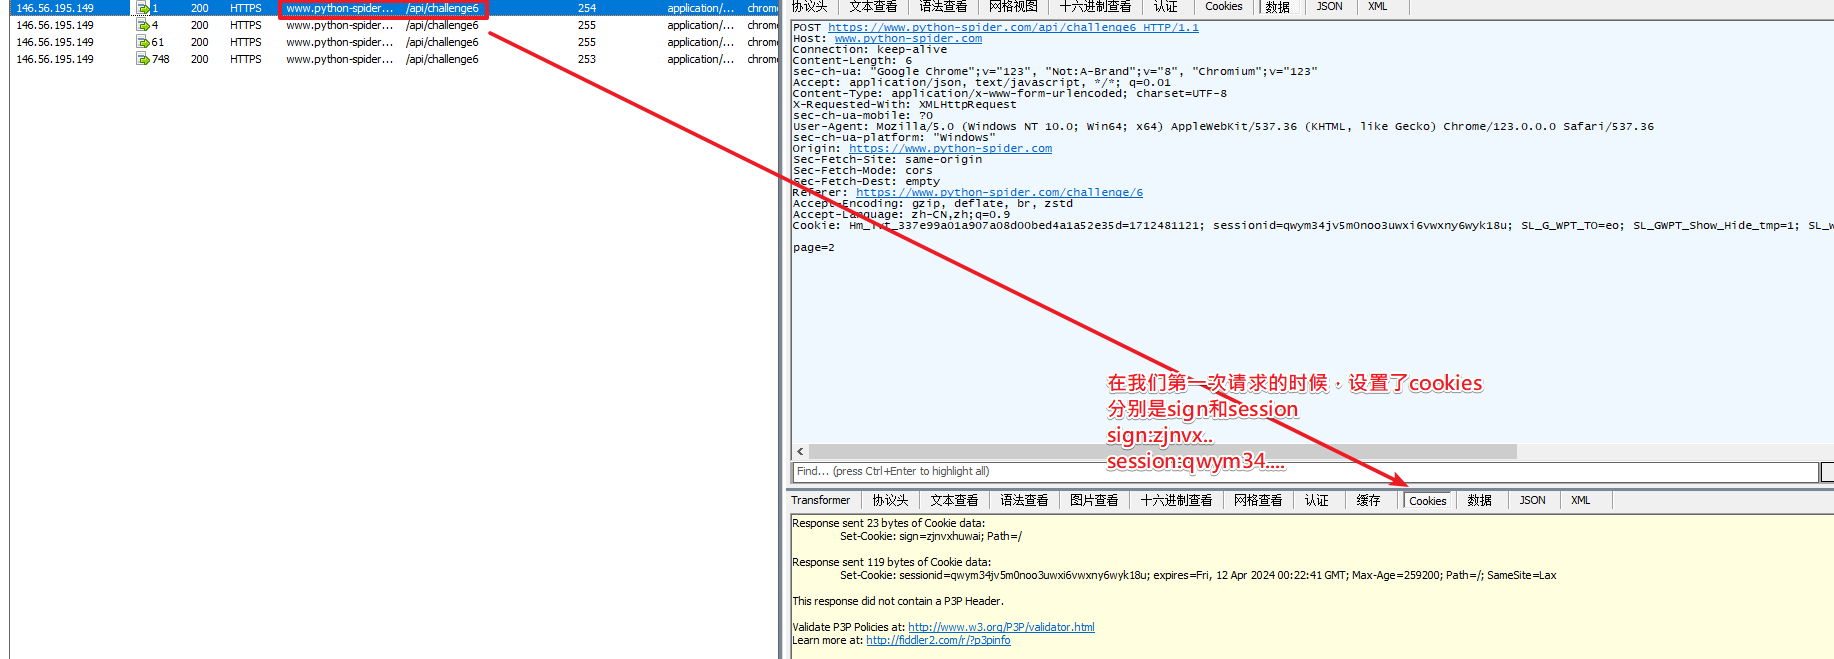 146.56.195.149 1 200 HTTPS www.python-spider... /api/challenge6 254 application/... chrome
146.56.195.149 4 200 HTTPS www.python-spider... /api/challenge6 255 application/... chrome
146.56.195.149 61 200 HTTPS www.python-spider... /api/challenge6 255 application/... chrome
146.56.195.149 748 200 HTTPS www.python-spider... /api/challenge6 253 application/... chrome
协议头 文本查看 语法查看 网格视图 十六进制查看 认证 Cookies 数据 JSON XML
POST https://www.python-spider.com/api/challenge6 HTTP/1.1
Host: www.python-spider.com
Connection: keep-alive
Content-Length: 6
sec-ch-ua: "Google Chrome";v="123", "Not:A-Brand";v="8", "Chromium";v="123"
Accept: application/json, text/javascript, */*; q=0.01
Content-Type: application/x-www-form-urlencoded; charset=UTF-8
X-Requested-With: XMLHttpRequest
sec-ch-ua-mobile: ?0
User-Agent: Mozilla/5.0 (Windows NT 10.0; Win64; x64) AppleWebKit/537.36 (KHTML, like Gecko) Chrome/123.0.0.0 Safari/537.36
sec-ch-ua-platform: "Windows"
Origin: https://www.python-spider.com
Sec-Fetch-Site: same-origin
Sec-Fetch-Mode: cors
Sec-Fetch-Dest: empty
Referer: https://www.python-spider.com/challenge/6
Accept-Encoding: gzip, deflate, br, zstd
Accept-Language: zh-CN,zh;q=0.9
Cookie: Hm_lvt_337e99a01a907a08d00bed4a1a52e35d=1712481121; sessionid=qwym34jv5m0noo3uwxi6vwxny6wyk18u; SL_G_WPT_TO=eo; SL_GWPT_Show_Hide_tmp=1; SL_w
page=2
在我们第一次请求的时候，设置了cookies
分别是sign和session
sign:zjnvx..
session:qwym34....
Find... (press Ctrl+Enter to highlight all)
Transformer 协议头 文本查看 语法查看 图片查看 十六进制查看 网格查看 认证 缓存 Cookies 数据 JSON XML
Response sent 23 bytes of Cookie data:
Set-Cookie: sign=zjnvxhuwai; Path=/
Response sent 119 bytes of Cookie data:
Set-Cookie: sessionid=qwym34jv5m0noo3uwxi6vwxny6wyk18u; expires=Fri, 12 Apr 2024 00:22:41 GMT; Max-Age=259200; Path=/; SameSite=Lax
This response did not contain a P3P Header.
Validate P3P Policies at: http://www.w3.org/P3P/validator.html
Learn more at: http://fiddler2.com/r/?p3pinfo